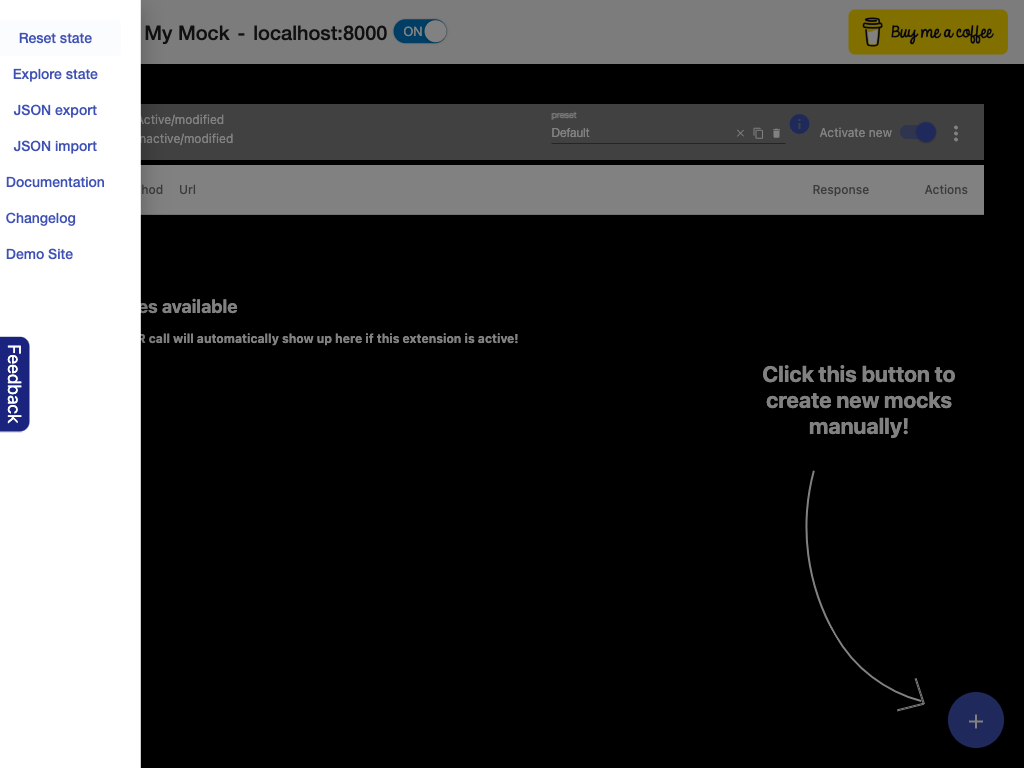 Reset state
Explore state
JSON export
JSON import
Documentation
Changelog
Demo Site
Feedback
My Mock - localhost:8000 ON
Buy me a coffee
Active/modified
nactive/modified
preset
Default
Activate new
hod Url Response Actions
es available
R call will automatically show up here if this extension is active!
Click this button to
create new mocks
manually!